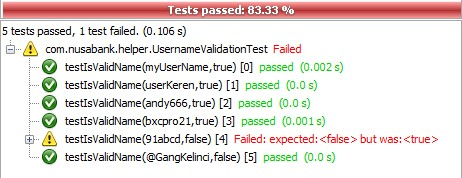 Tests passed: 83.33 %
5 tests passed, 1 test failed. (0.106 s)
com.nusabank.helper.UsernameValidationTest Failed
testIsValidName(myUserName,true) [0] passed (0.002 s)
testIsValidName(userKeren,true) [1] passed (0.0 s)
testIsValidName(andy666,true) [2] passed (0.0 s)
testIsValidName(bxcpro21,true) [3] passed (0.001 s)
testIsValidName(91abcd,false) [4] Failed: expected:<false> but was:<true>
testIsValidName(@GangKelinci,false) [5] passed (0.0 s)